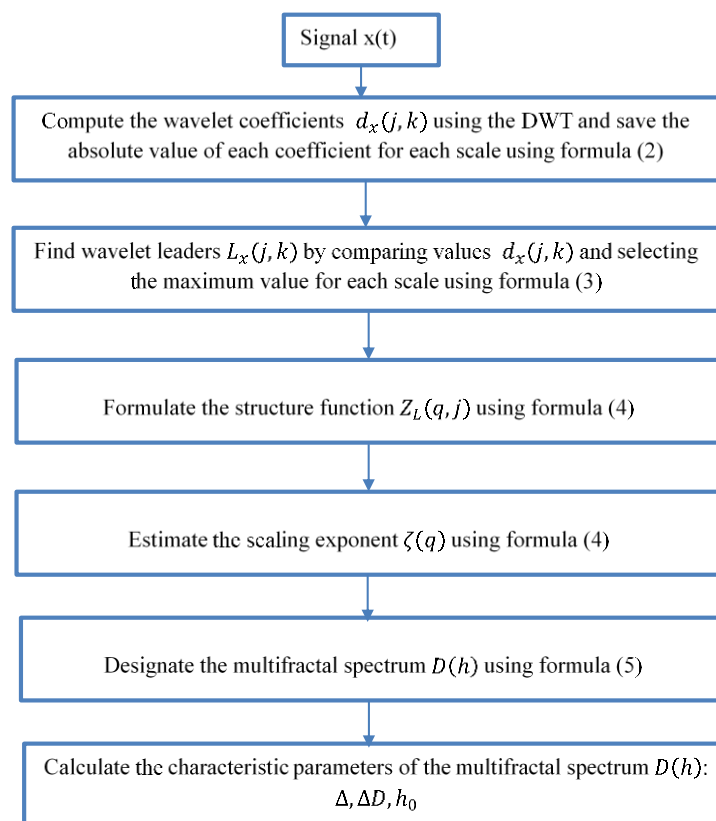 Signal x(t)
Compute the wavelet coefficients d_x(j, k) using the DWT and save the
absolute value of each coefficient for each scale using formula (2)
Find wavelet leaders L_x(j, k) by comparing values d_x(j, k) and selecting
the maximum value for each scale using formula (3)
Formulate the structure function Z_L(q, j) using formula (4)
Estimate the scaling exponent ζ(q) using formula (4)
Designate the multifractal spectrum D(h) using formula (5)
Calculate the characteristic parameters of the multifractal spectrum D(h):
Δ, ΔD, h_0